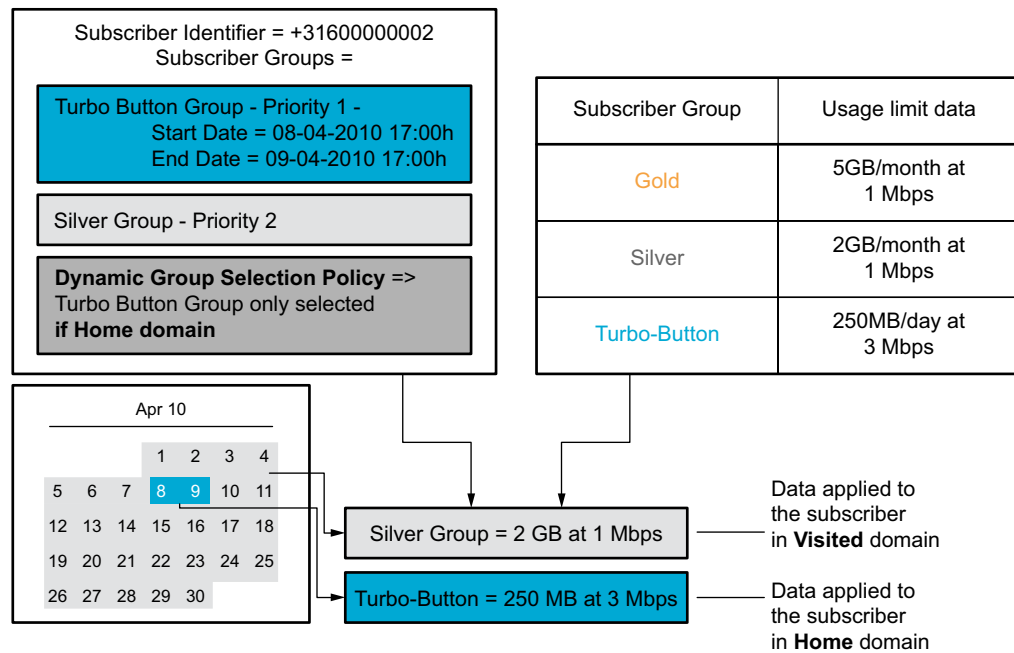 Subscriber Identifier = +31600000002
Subscriber Groups =
Turbo Button Group - Priority 1 -
Start Date = 08-04-2010 17:00h
End Date = 09-04-2010 17:00h
Silver Group - Priority 2
Dynamic Group Selection Policy =>
Turbo Button Group only selected
if Home domain
Subscriber Group
Usage limit data
Gold
5GB/month at
1 Mbps
Silver
2GB/month at
1 Mbps
Turbo-Button
250MB/day at
3 Mbps
Apr 10
1 2 3 4
5 6 7 8 9 10 11
12 13 14 15 16 17 18
19 20 21 22 23 24 25
26 27 28 29 30
Silver Group = 2 GB at 1 Mbps
Turbo-Button = 250 MB at 3 Mbps
Data applied to
the subscriber
in Visited domain
Data applied to
the subscriber
in Home domain